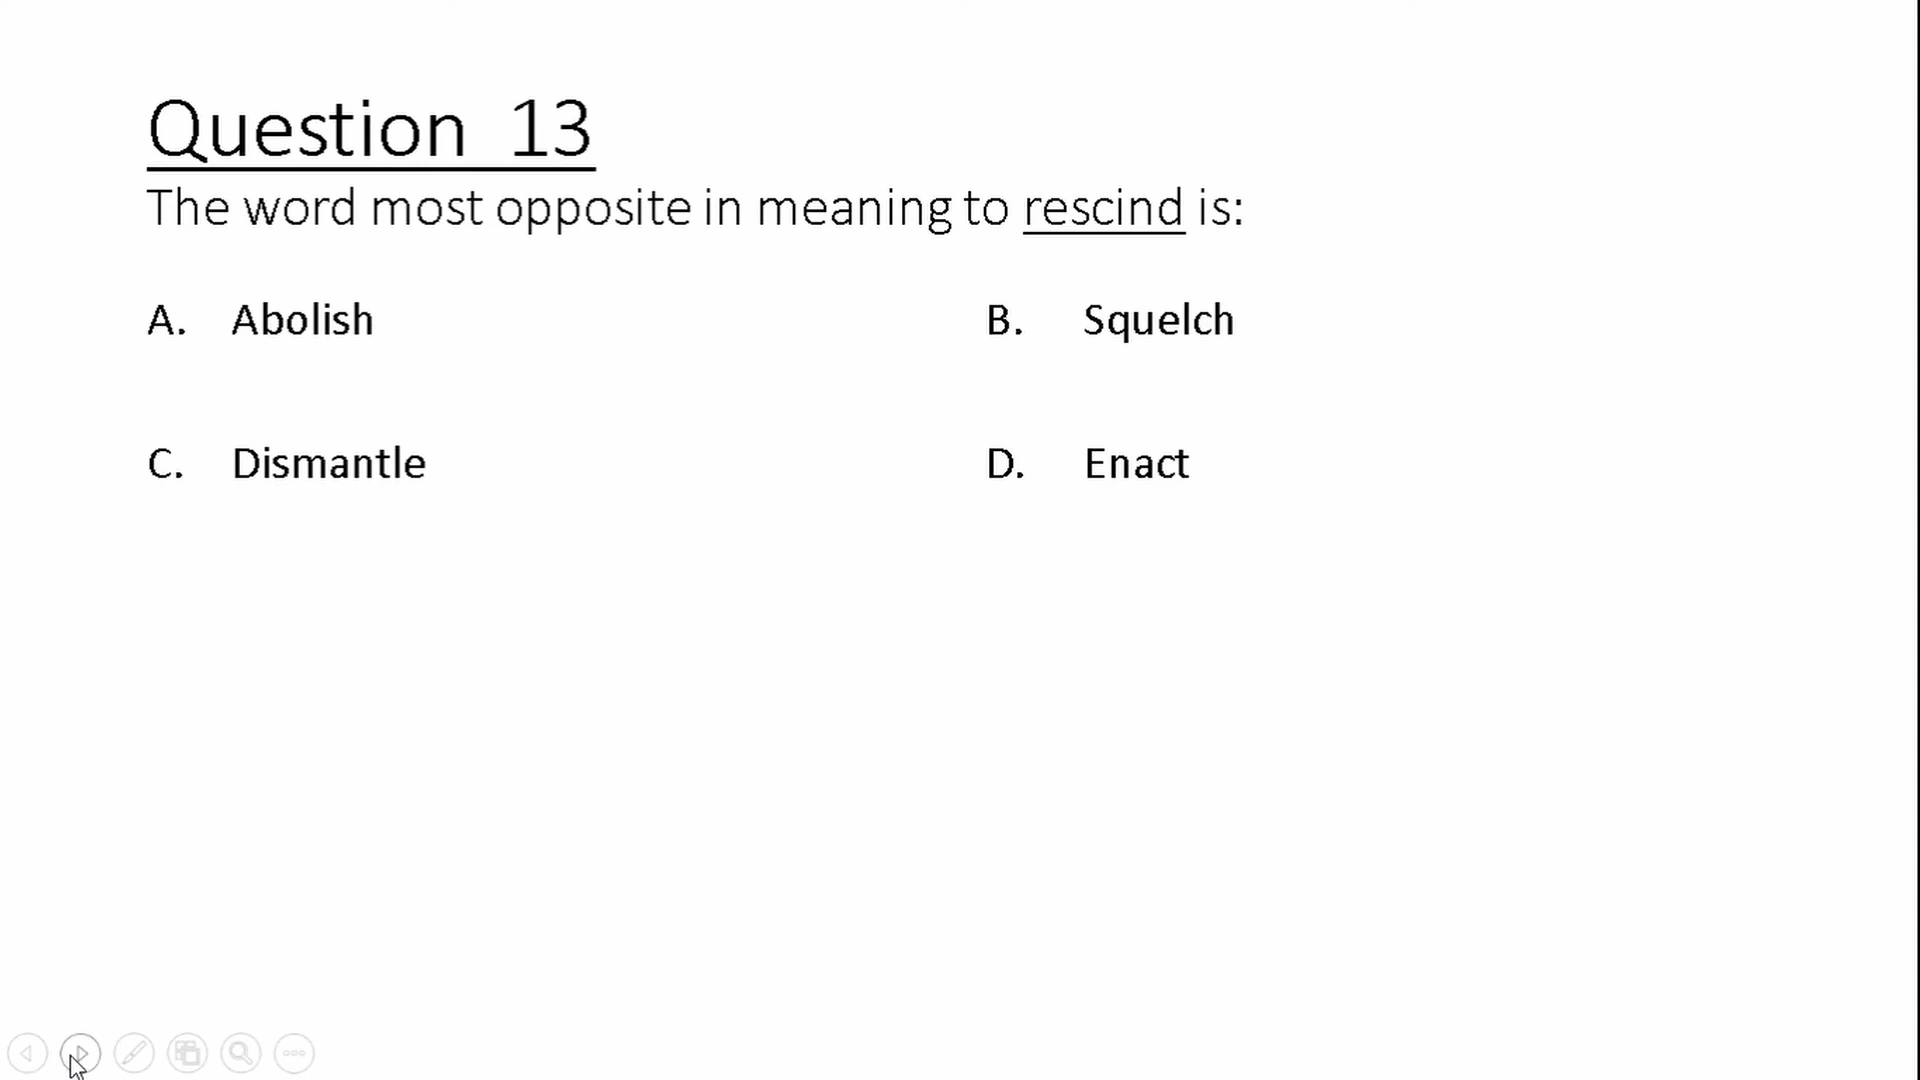 Question 13
The word most opposite in meaning to rescind is:
A. Abolish
B. Squelch
C. Dismantle
D. Enact